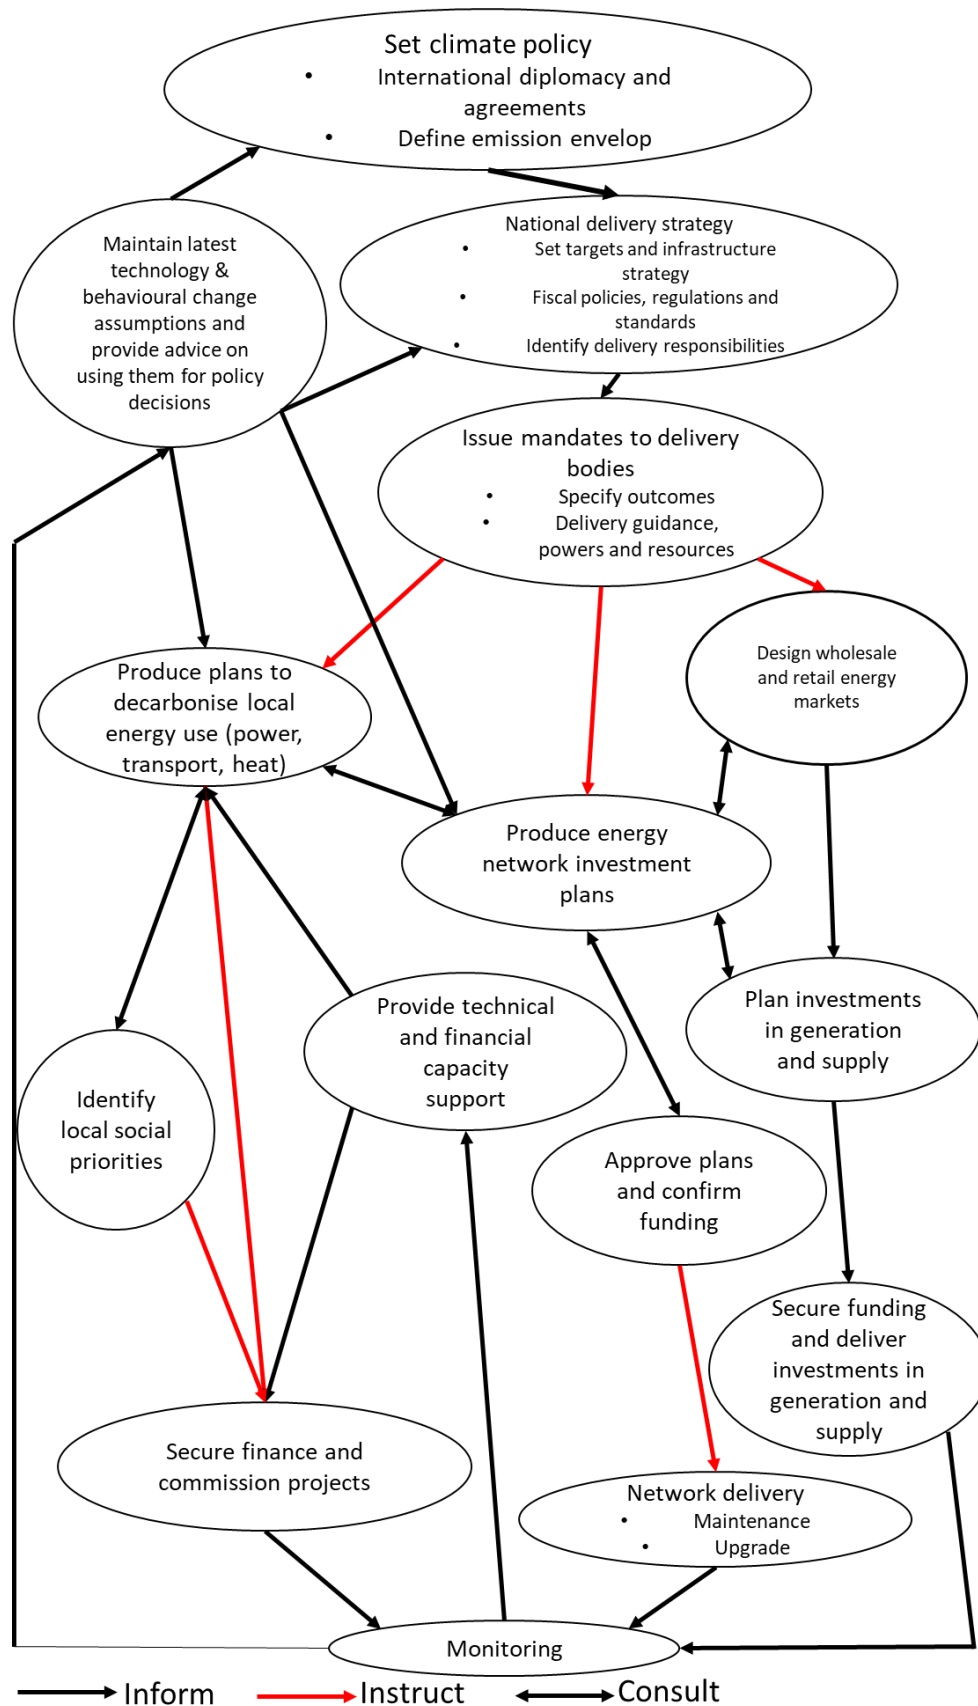 Set climate policy
• International diplomacy and
agreements
• Define emission envelop
National delivery strategy
• Set targets and infrastructure
strategy
• Fiscal policies, regulations and
standards
• Identify delivery responsibilities
Maintain latest
technology &
behavioural change
assumptions and
provide advice on
using them for policy
decisions
Issue mandates to delivery
bodies
• Specify outcomes
• Delivery guidance,
powers and resources
Design wholesale
and retail energy
markets
Produce plans to
decarbonise local
energy use (power,
transport, heat)
Produce energy
network investment
plans
Plan investments
in generation
and supply
Provide technical
and financial
capacity
support
Identify
local social
priorities
Approve plans
and confirm
funding
Secure funding
and deliver
investments in
generation and
supply
Secure finance and
commission projects
Network delivery
• Maintenance
• Upgrade
Monitoring
Inform
Instruct
Consult